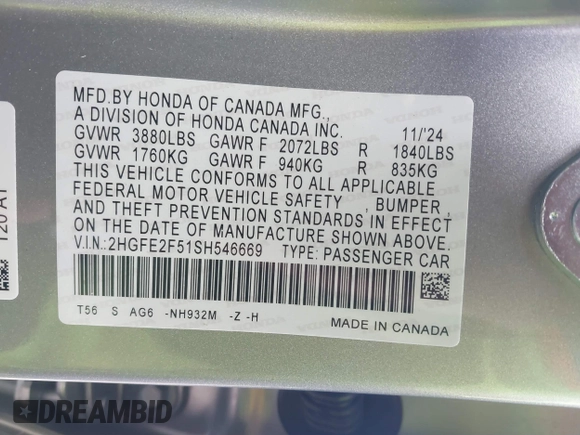 MFD.BY HONDA OF CANADA MFG.,
A DIVISION OF HONDA CANADA INC. 11/'24
GVWR 3880LBS GAWR F 2072LBS R 1840LBS
GVWR 1760KG GAWR F 940KG R 835KG
THIS VEHICLE CONFORMS TO ALL APPLICABLE
FEDERAL MOTOR VEHICLE SAFETY , BUMPER,
AND THEFT PREVENTION STANDARDS IN EFFECT
ON THE DATE OF MANUFACTURE SHOWN ABOVE.
V.I.N.:2HGFE2F51SH546669 TYPE: PASSENGER CAR
T56 S AG6 -NH932M -Z -H
MADE IN CANADA
120 A1
DREAMBID